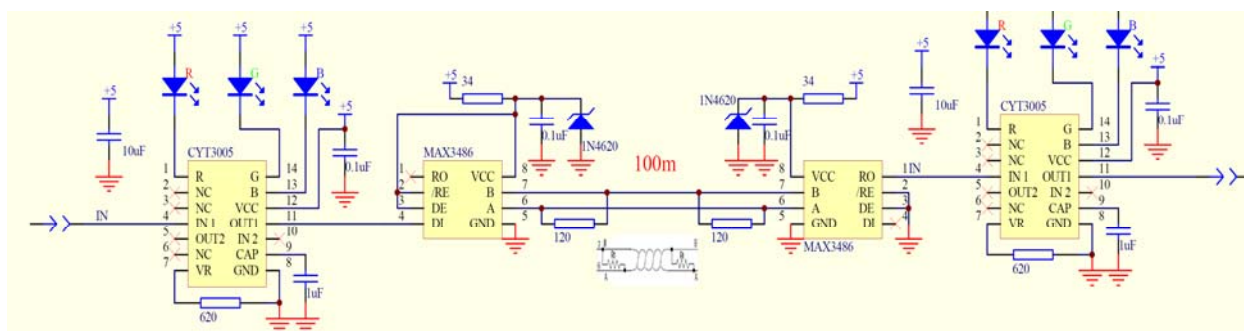 +5 +5 +5
R G B
+5
10uF
+5
0.1uF
CYT3005
1 R G 14
2 NC B 13
3 NC VCC 12
4 IN 1 OUT1 11
5 OUT2 IN 2 10
6 NC CAP 9
7 VR GND 8
IN
620
1uF
+5
34
0.1uF
1N4620
MAX3486
1 RO VCC 8
2 /RE B 7
3 DE A 6
4 DI GND 5
100m
120
120
1N4620
0.1uF
34
+5
8 VCC RO 1
7 B /RE 2
6 A DE 3
5 GND DI 4
MAX3486
IN
+5
10uF
R G B
+5
0.1uF
CYT3005
1 R G 14
2 NC B 13
3 NC VCC 12
4 IN 1 OUT1 11
5 OUT2 IN 2 10
6 NC CAP 9
7 VR GND 8
620
1uF